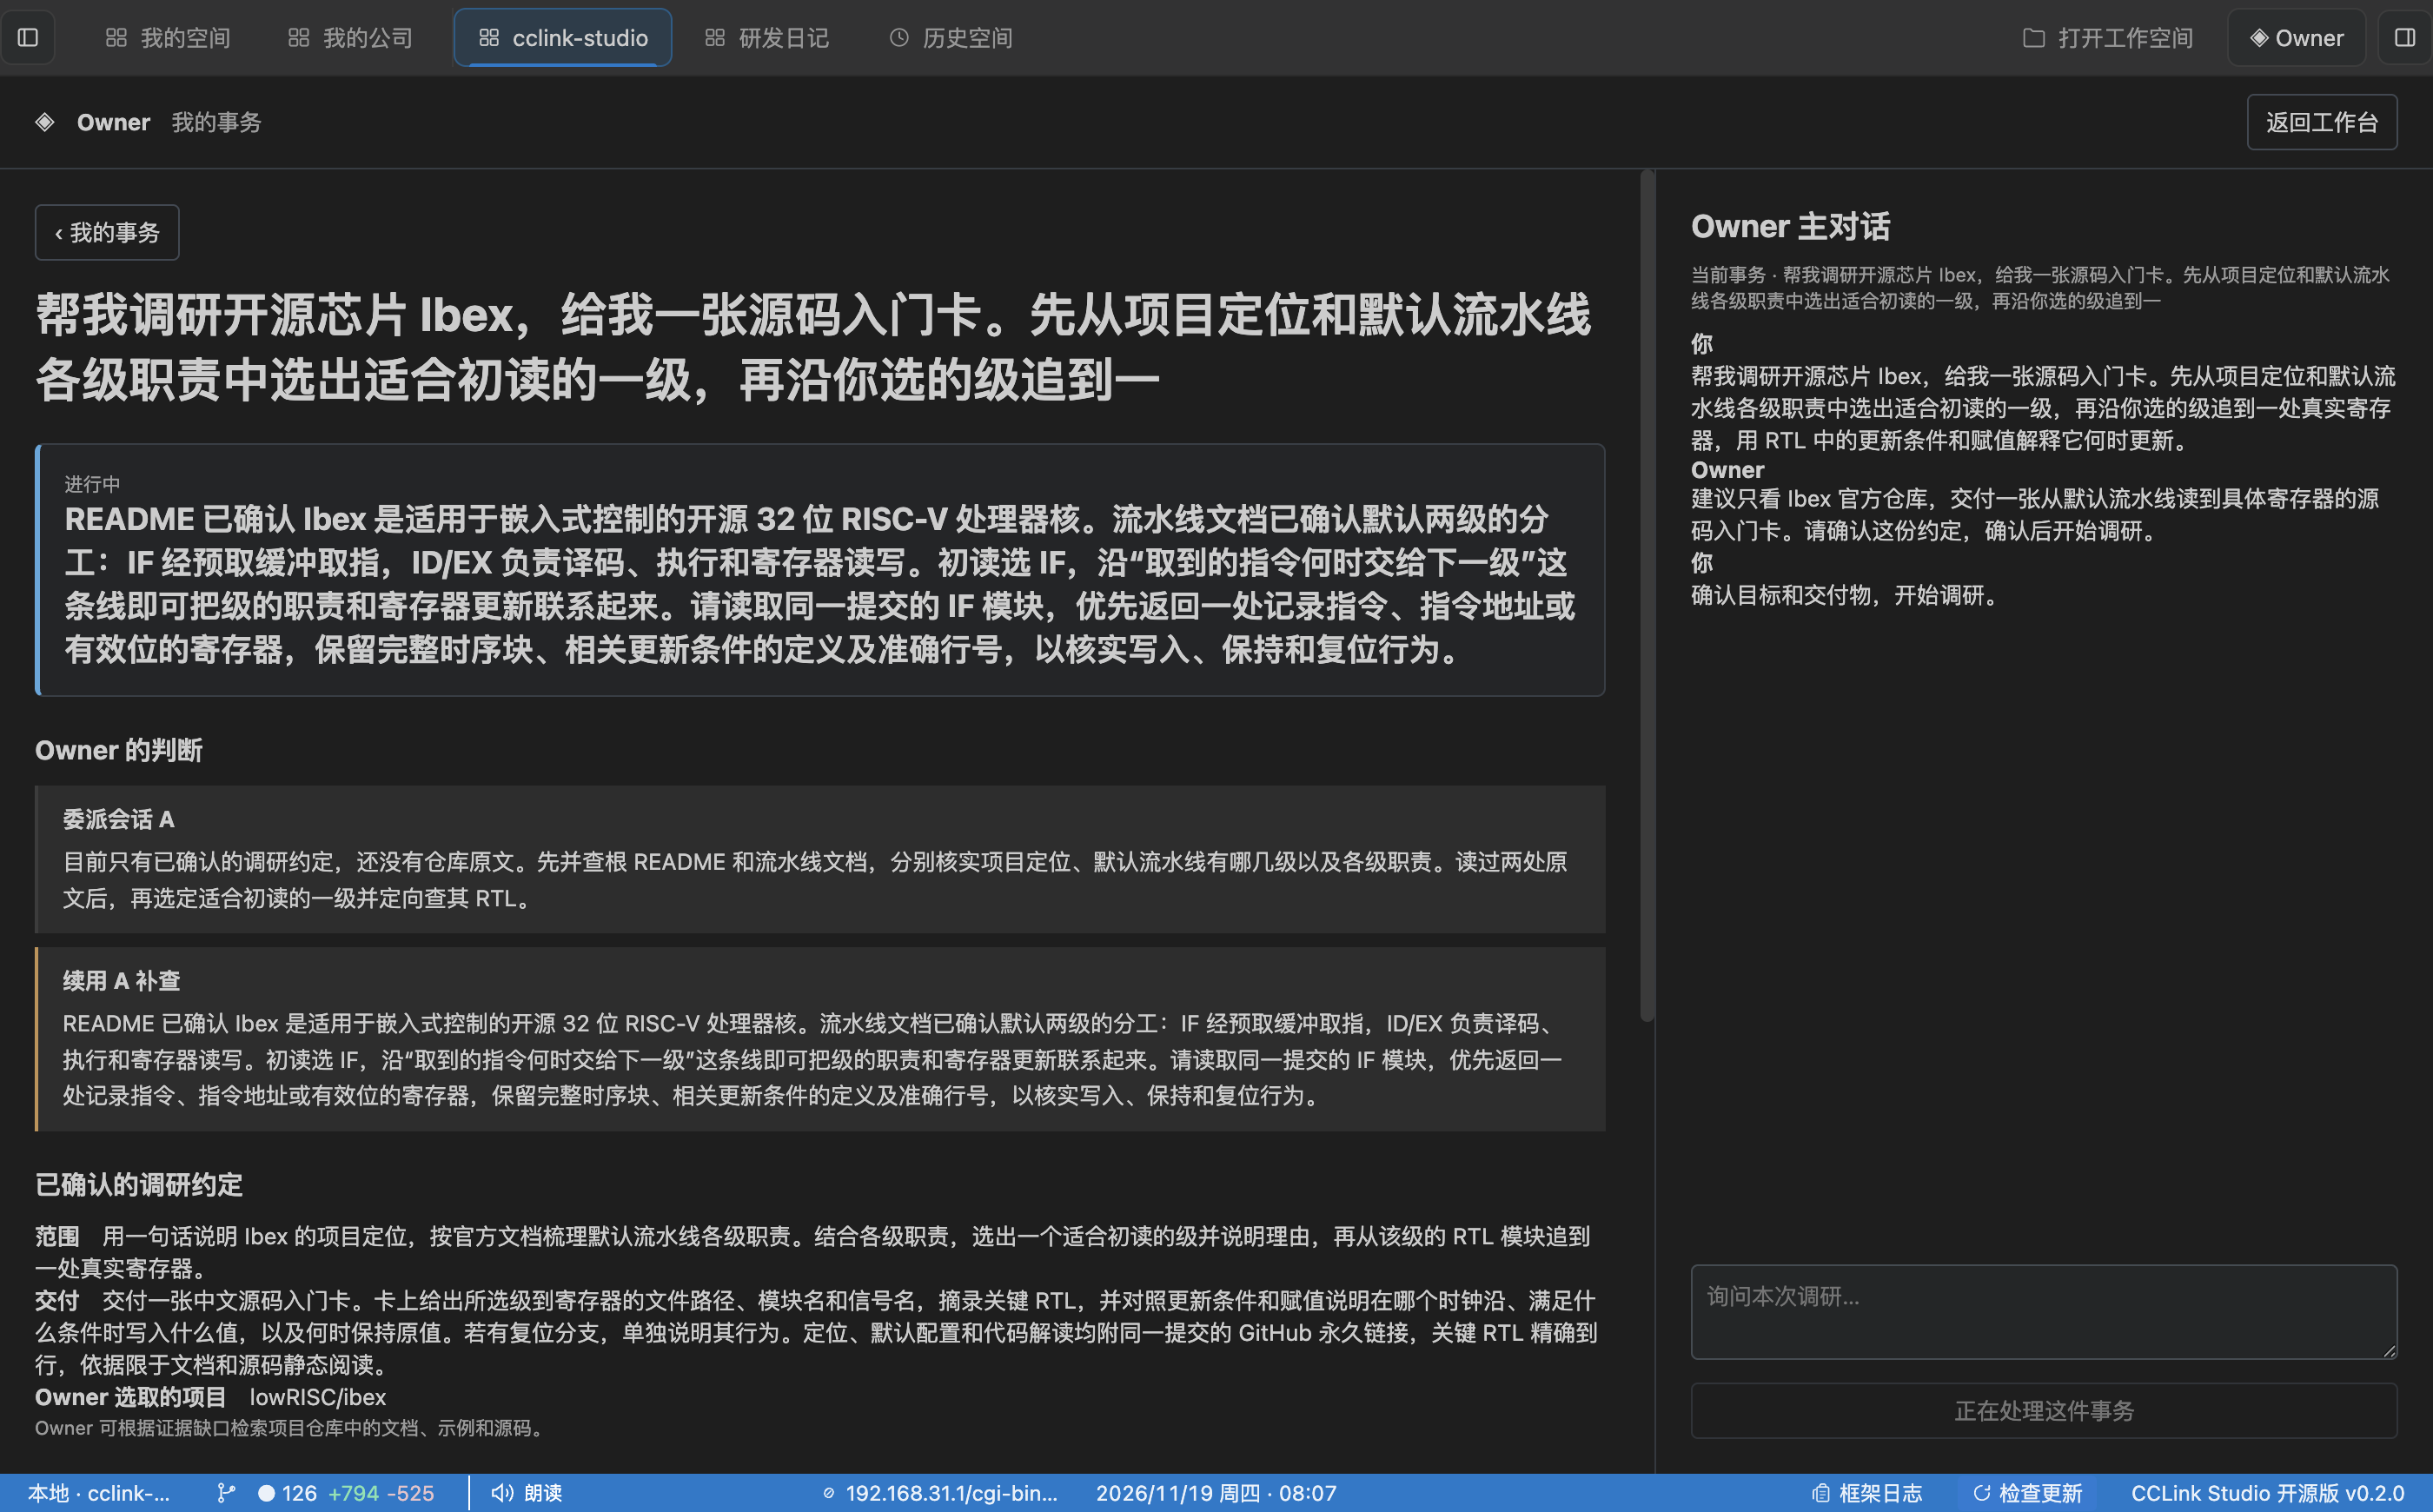 我的空间
我的公司
cclink-studio
研发日记
历史空间
打开工作空间
Owner
Owner 我的事务
返回工作台
‹ 我的事务
帮我调研开源芯片 Ibex，给我一张源码入门卡。先从项目定位和默认流水线
各级职责中选出适合初读的一级，再沿你选的级追到一
进行中
README 已确认 Ibex 是适用于嵌入式控制的开源 32 位 RISC-V 处理器核。流水线文档已确认默认两级的分
工：IF 经预取缓冲取指，ID/EX 负责译码、执行和寄存器读写。初读选 IF，沿“取到的指令何时交给下一级”这
条线即可把级的职责和寄存器更新联系起来。请读取同一提交的 IF 模块，优先返回一处记录指令、指令地址或
有效位的寄存器，保留完整时序块、相关更新条件的定义及准确行号，以核实写入、保持和复位行为。
Owner 的判断
委派会话 A
目前只有已确认的调研约定，还没有仓库原文。先并查根 README 和流水线文档，分别核实项目定位、默认流水线有哪几级以及各级职责。读过两处原
文后，再选定适合初读的一级并定向查其 RTL。
续用 A 补查
README 已确认 Ibex 是适用于嵌入式控制的开源 32 位 RISC-V 处理器核。流水线文档已确认默认两级的分工：IF 经预取缓冲取指，ID/EX 负责译码、
执行和寄存器读写。初读选 IF，沿“取到的指令何时交给下一级”这条线即可把级的职责和寄存器更新联系起来。请读取同一提交的 IF 模块，优先返回一
处记录指令、指令地址或有效位的寄存器，保留完整时序块、相关更新条件的定义及准确行号，以核实写入、保持和复位行为。
已确认的调研约定
范围 用一句话说明 Ibex 的项目定位，按官方文档梳理默认流水线各级职责。结合各级职责，选出一个适合初读的级并说明理由，再从该级的 RTL 模块追到
一处真实寄存器。
交付 交付一张中文源码入门卡。卡上给出所选级到寄存器的文件路径、模块名和信号名，摘录关键 RTL，并对照更新条件和赋值说明在哪个时钟沿、满足什
么条件时写入什么值，以及何时保持原值。若有复位分支，单独说明其行为。定位、默认配置和代码解读均附同一提交的 GitHub 永久链接，关键 RTL 精确到
行，依据限于文档和源码静态阅读。
Owner 选取的项目 lowRISC/ibex
Owner 可根据证据缺口检索项目仓库中的文档、示例和源码。
Owner 主对话
当前事务 · 帮我调研开源芯片 Ibex，给我一张源码入门卡。先从项目定位和默认流水
线各级职责中选出适合初读的一级，再沿你选的级追到一
你
帮我调研开源芯片 Ibex，给我一张源码入门卡。先从项目定位和默认流
水线各级职责中选出适合初读的一级，再沿你选的级追到一处真实寄存
器，用 RTL 中的更新条件和赋值解释它何时更新。
Owner
建议只看 Ibex 官方仓库，交付一张从默认流水线读到具体寄存器的源
码入门卡。请确认这份约定，确认后开始调研。
你
确认目标和交付物，开始调研。
询问本次调研...
正在处理这件事务
本地 · cclink-...
126 +794 -525
朗读
192.168.31.1/cgi-bin...
2026/11/19 周四 · 08:07
框架日志
检查更新
CCLink Studio 开源版 v0.2.0